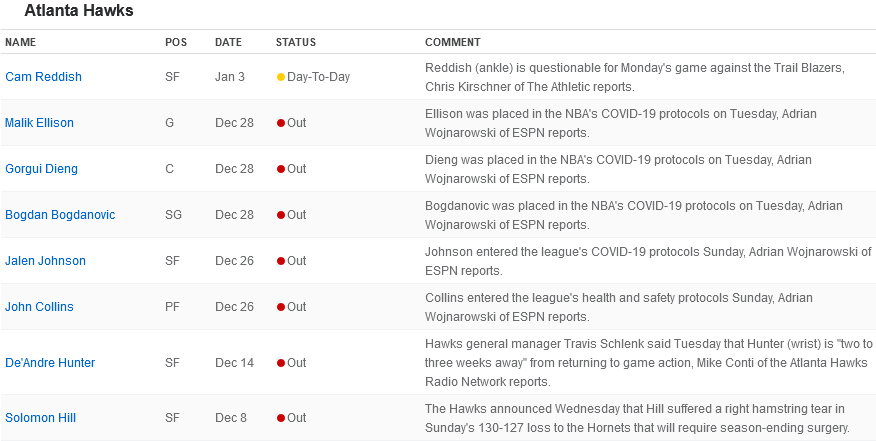 Atlanta Hawks
NAME POS DATE STATUS COMMENT
Cam Reddish SF Jan 3 Day-To-Day Reddish (ankle) is questionable for Monday's game against the Trail Blazers,
Chris Kirschner of The Athletic reports.
Malik Ellison G Dec 28 Out Ellison was placed in the NBA's COVID-19 protocols on Tuesday, Adrian
Wojnarowski of ESPN reports.
Gorgui Dieng C Dec 28 Out Dieng was placed in the NBA's COVID-19 protocols on Tuesday, Adrian
Wojnarowski of ESPN reports.
Bogdan Bogdanovic SG Dec 28 Out Bogdanovic was placed in the NBA's COVID-19 protocols on Tuesday, Adrian
Wojnarowski of ESPN reports.
Jalen Johnson SF Dec 26 Out Johnson entered the league's COVID-19 protocols Sunday, Adrian Wojnarowski of
ESPN reports.
John Collins PF Dec 26 Out Collins entered the league's health and safety protocols Sunday, Adrian
Wojnarowski of ESPN reports.
De'Andre Hunter SF Dec 14 Out Hawks general manager Travis Schlenk said Tuesday that Hunter (wrist) is "two to
three weeks away" from returning to game action, Mike Conti of the Atlanta Hawks
Radio Network reports.
Solomon Hill SF Dec 8 Out The Hawks announced Wednesday that Hill suffered a right hamstring tear in
Sunday's 130-127 loss to the Hornets that will require season-ending surgery.